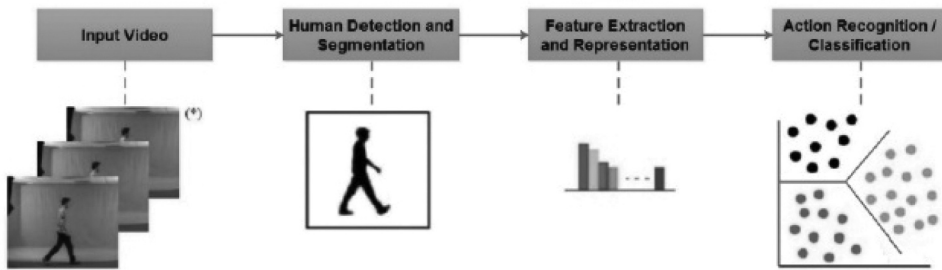 Input Video
Human Detection and
Segmentation
Feature Extraction
and Representation
Action Recognition /
Classification
(*)